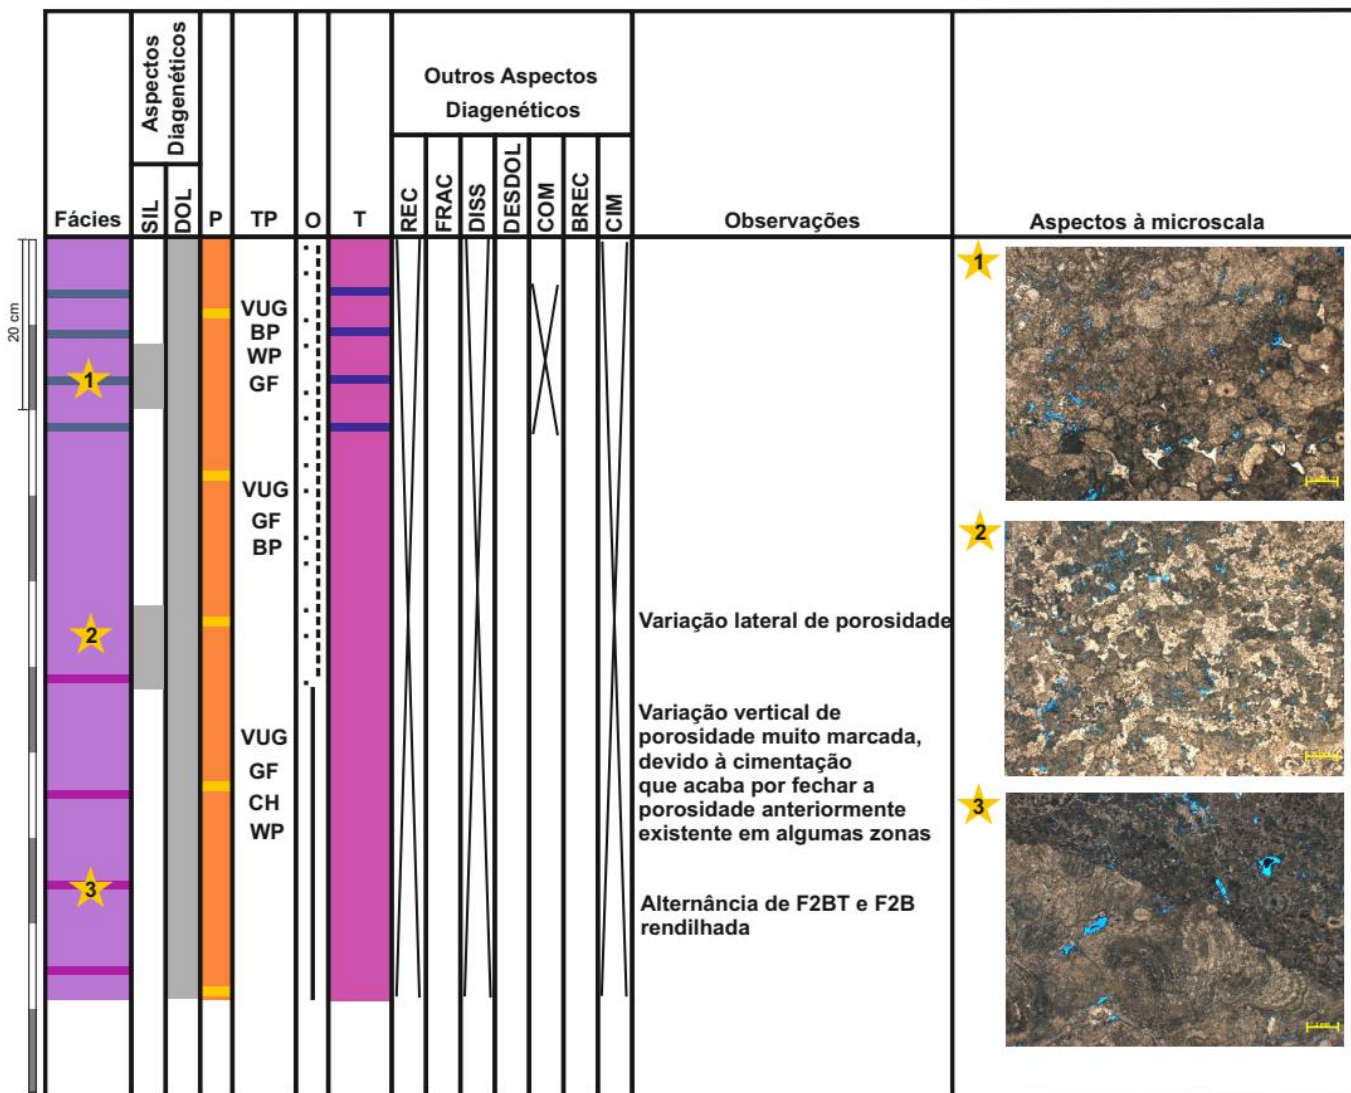 Aspectos
Diagenéticos
Outros Aspectos
Diagenéticos
Fácies
SIL
DOL
P
TP
O
T
REC
FRAC
DISS
DESDOL
COM
BREC
CIM
Observações
Aspectos à microscala
20 cm
1
2
3
VUG
BP
WP
GF
VUG
GF
BP
VUG
GF
CH
WP
Variação lateral de porosidade
Variação vertical de
porosidade muito marcada,
devido à cimentação
que acaba por fechar a
porosidade anteriormente
existente em algumas zonas
Alternância de F2BT e F2B
rendilhada
1
2
3